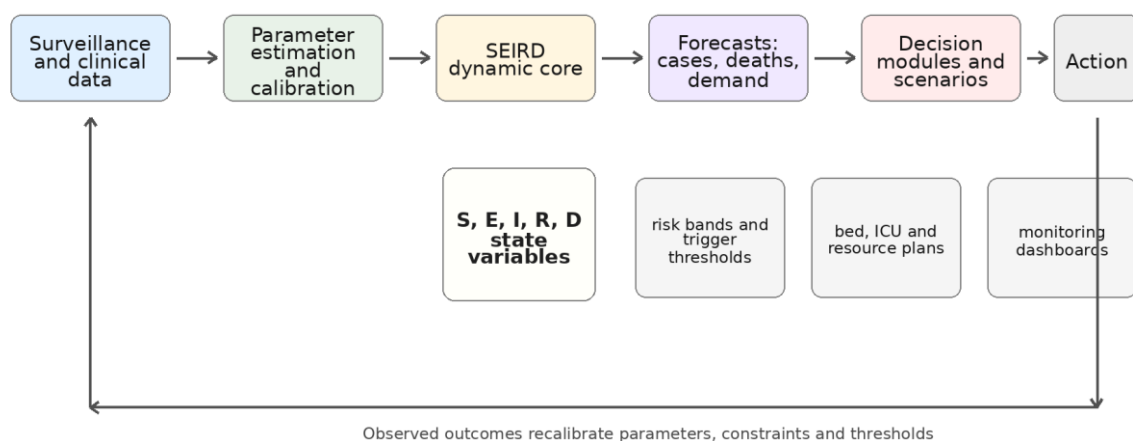 Surveillance
and clinical
data
Parameter
estimation
and
calibration
SEIRD
dynamic core
Forecasts:
cases, deaths,
demand
Decision
modules and
scenarios
Action
S, E, I, R, D
state
variables
risk bands and
trigger
thresholds
bed, ICU and
resource plans
monitoring
dashboards
Observed outcomes recalibrate parameters, constraints and thresholds